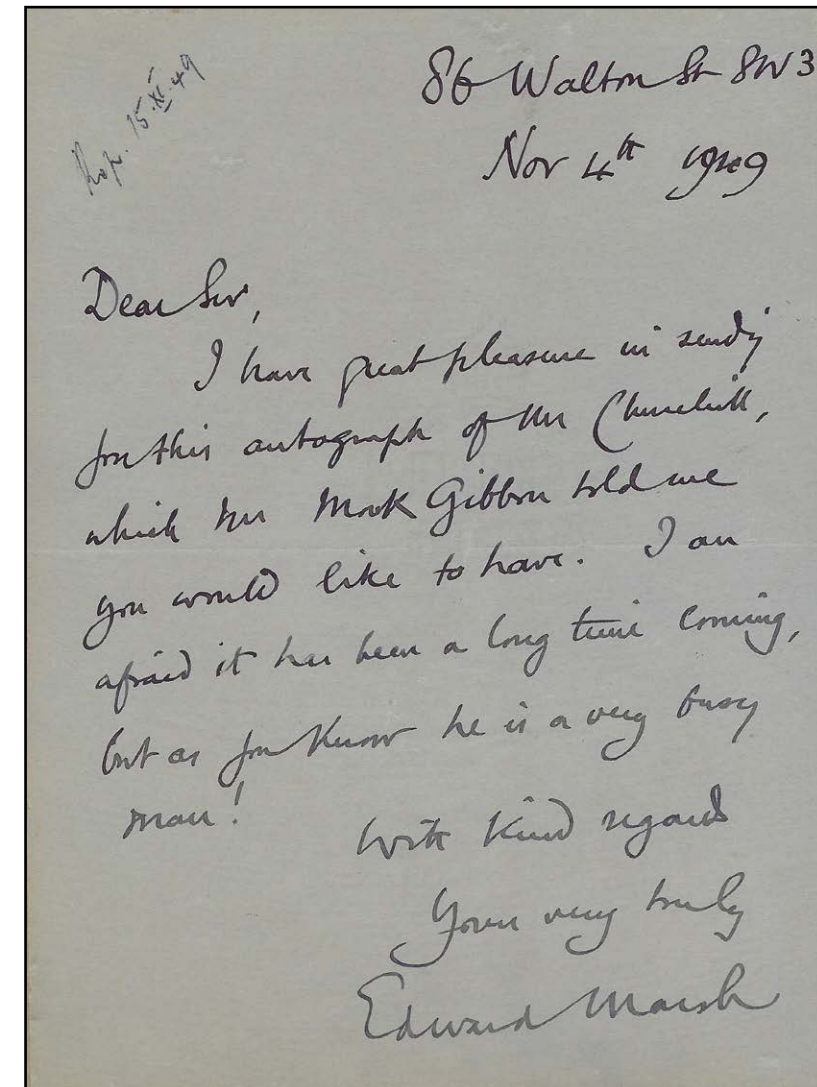 Rép. 15.XI.49
86 Walton St SW3
Nov 4th 1949
Dear Sir,
I have great pleasure in sending
you this autograph of Mr Churchill,
which Mr Mark Gibbon told me
you would like to have. I am
afraid it has been a long time coming,
but as you know he is a very busy
man!
With kind regards
Yours very truly
Edward Marsh